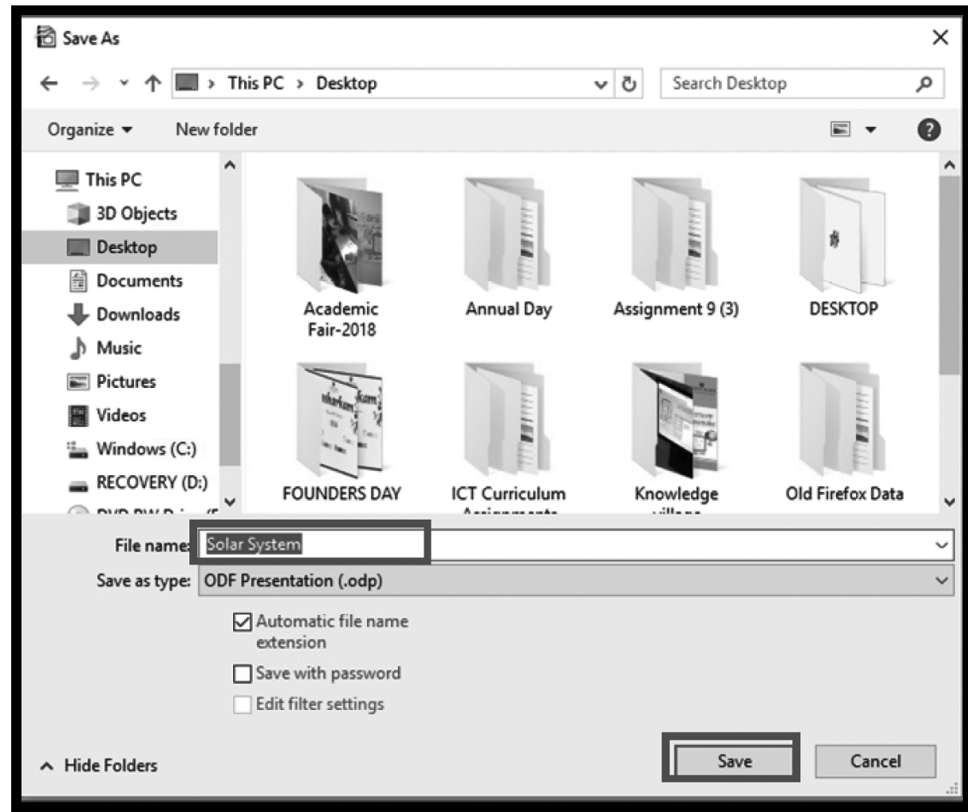 Save As
This PC > Desktop
Search Desktop
Organize
New folder
This PC
3D Objects
Desktop
Documents
Downloads
Music
Pictures
Videos
Windows (C:)
RECOVERY (D:)
Academic
Fair-2018
Annual Day
Assignment 9 (3)
DESKTOP
FOUNDERS DAY
ICT Curriculum
Knowledge
Old Firefox Data
File name:
Solar System
Save as type:
ODF Presentation (.odp)
Automatic file name
extension
Save with password
Edit filter settings
Hide Folders
Save
Cancel